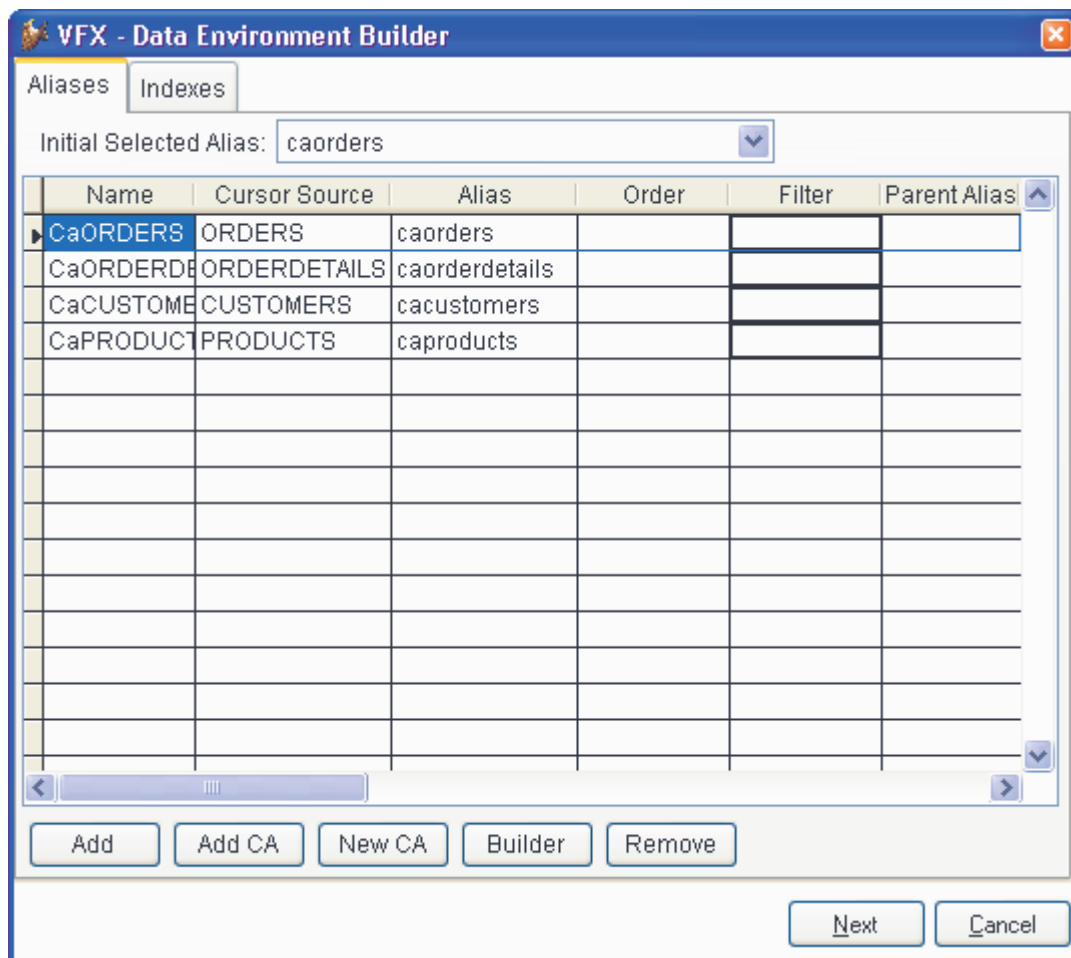 VFX - Data Environment Builder
Aliases Indexes
Initial Selected Alias: caorders
Name Cursor Source Alias Order Filter Parent Alias
CaORDERS ORDERS caorders
CaORDERDE ORDERDETAILS caorderdetails
CaCUSTOME CUSTOMERS cacustomers
CaPRODUCT PRODUCTS caproducts
Add Add CA New CA Builder Remove
Next Cancel